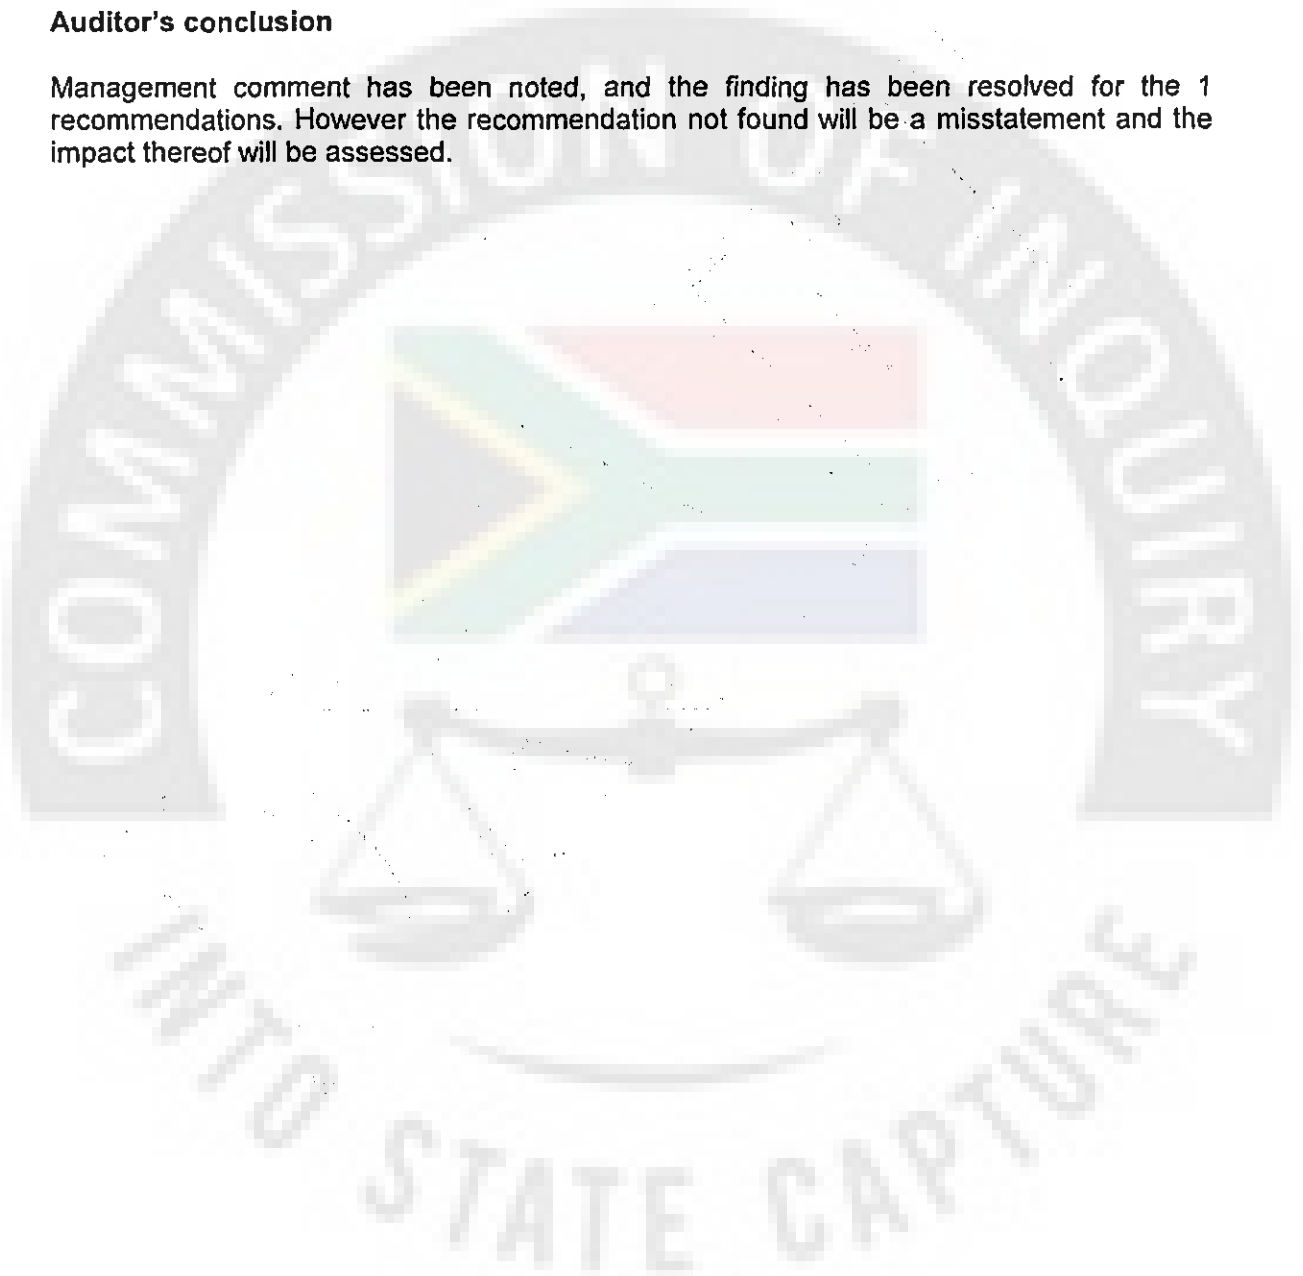 Auditor's conclusion
Management comment has been noted, and the finding has been resolved for the 1
recommendations. However the recommendation not found will be a misstatement and the
impact thereof will be assessed.
COMMISSION OF INQUIRY
INTO STATE CAPTURE